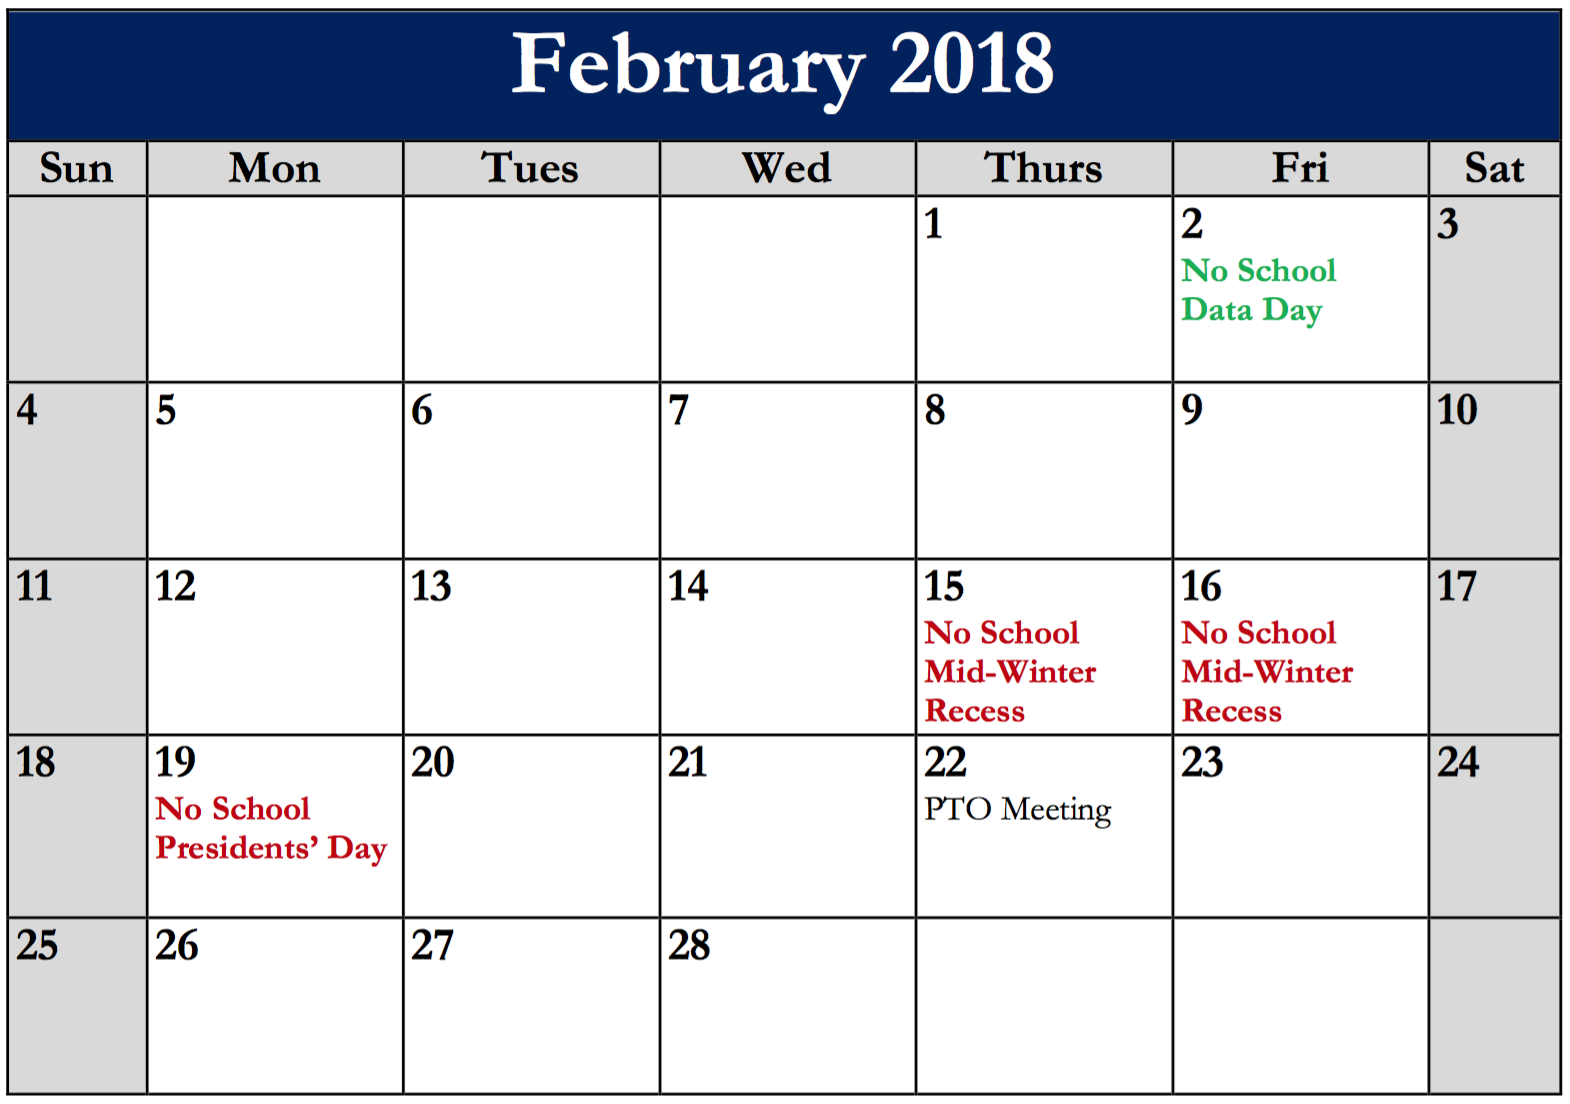 February 2018
Sun Mon Tues Wed Thurs Fri Sat
1 2 3
No School
Data Day
4 5 6 7 8 9 10
11 12 13 14 15 16 17
No School No School
Mid-Winter Mid-Winter
Recess Recess
18 19 20 21 22 23 24
No School PTO Meeting
Presidents’ Day
25 26 27 28